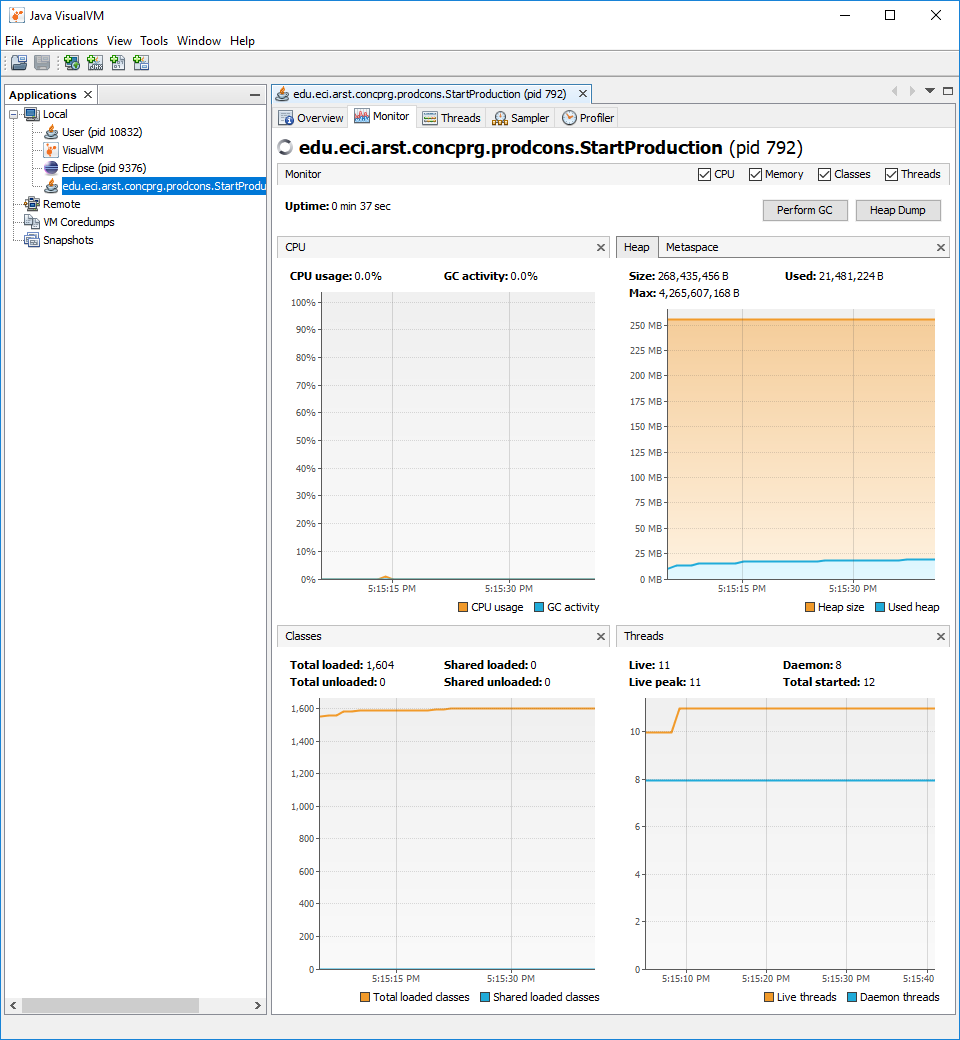 Java VisualVM
File Applications View Tools Window Help
Applications
Local
User (pid 10832)
VisualVM
Eclipse (pid 9376)
edu.eci.arst.concprg.prodcons.StartProdu
Remote
VM Coredumps
Snapshots
edu.eci.arst.concprg.prodcons.StartProduction (pid 792)
Overview Monitor Threads Sampler Profiler
edu.eci.arst.concprg.prodcons.StartProduction (pid 792)
Monitor CPU Memory Classes Threads
Uptime: 0 min 37 sec Perform GC Heap Dump
CPU
CPU usage: 0.0% GC activity: 0.0%
100%
90%
80%
70%
60%
50%
40%
30%
20%
10%
0%
5:15:15 PM 5:15:30 PM
CPU usage GC activity
Heap Metaspace
Size: 268,435,456 B Used: 21,481,224 B
Max: 4,265,607,168 B
250 MB
225 MB
200 MB
175 MB
150 MB
125 MB
100 MB
75 MB
50 MB
25 MB
0 MB
5:15:15 PM 5:15:30 PM
Heap size Used heap
Classes
Total loaded: 1,604 Shared loaded: 0
Total unloaded: 0 Shared unloaded: 0
1,600
1,400
1,200
1,000
800
600
400
200
0
5:15:15 PM 5:15:30 PM
Total loaded classes Shared loaded classes
Threads
Live: 11 Daemon: 8
Live peak: 11 Total started: 12
10
8
6
4
2
0
5:15:10 PM 5:15:20 PM 5:15:30 PM 5:15:40
Live threads Daemon threads